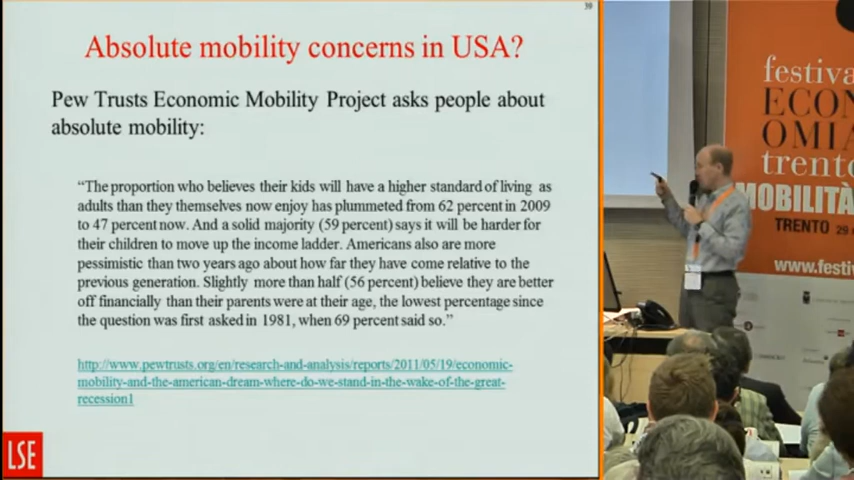 39
Absolute mobility concerns in USA?
Pew Trusts Economic Mobility Project asks people about
absolute mobility:
“The proportion who believes their kids will have a higher standard of living as
adults than they themselves now enjoy has plummeted from 62 percent in 2009
to 47 percent now. And a solid majority (59 percent) says it will be harder for
their children to move up the income ladder. Americans also are more
pessimistic than two years ago about how far they have come relative to the
previous generation. Slightly more than half (56 percent) believe they are better
off financially than their parents were at their age, the lowest percentage since
the question was first asked in 1981, when 69 percent said so.”
http://www.pewtrusts.org/en/research-and-analysis/reports/2011/05/19/economic-
mobility-and-the-american-dream-where-do-we-stand-in-the-wake-of-the-great-
recession1
LSE
festiva
ECON
OMIA
trento
MOBILITÀ
TRENTO 29
www.festiv